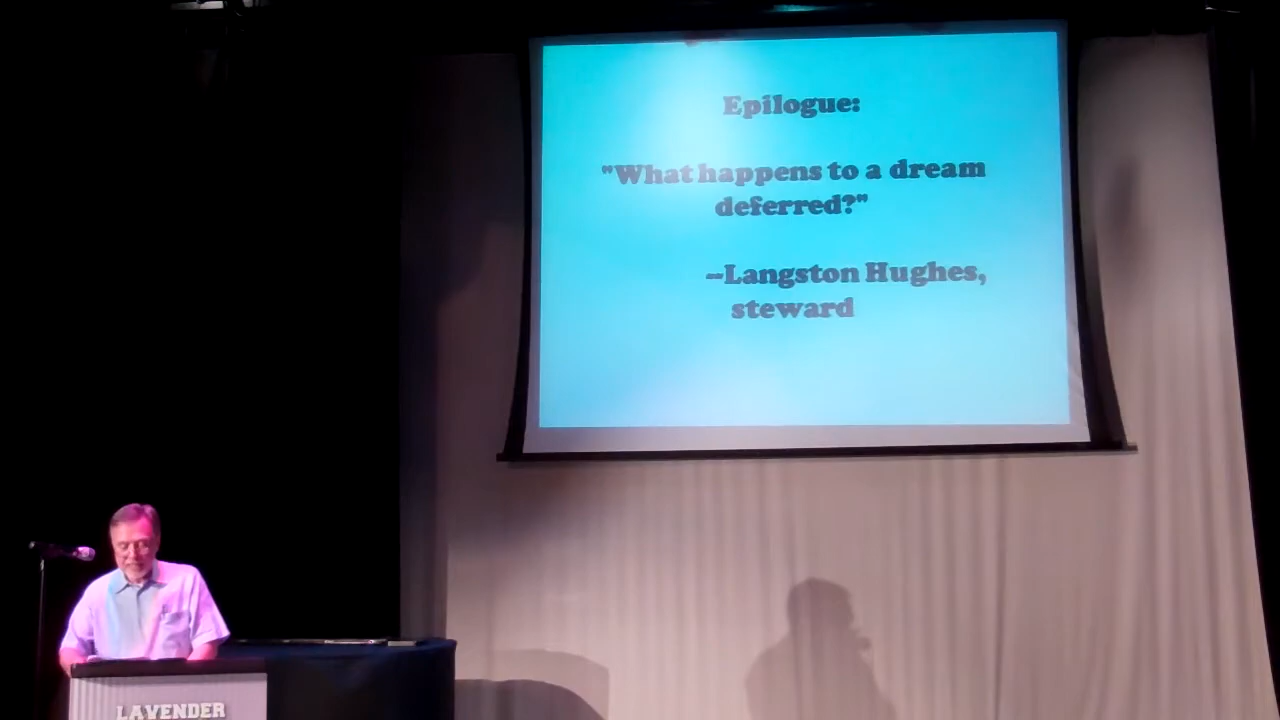 Epilogue:
"What happens to a dream
deferred?"
--Langston Hughes,
steward
LAVENDER